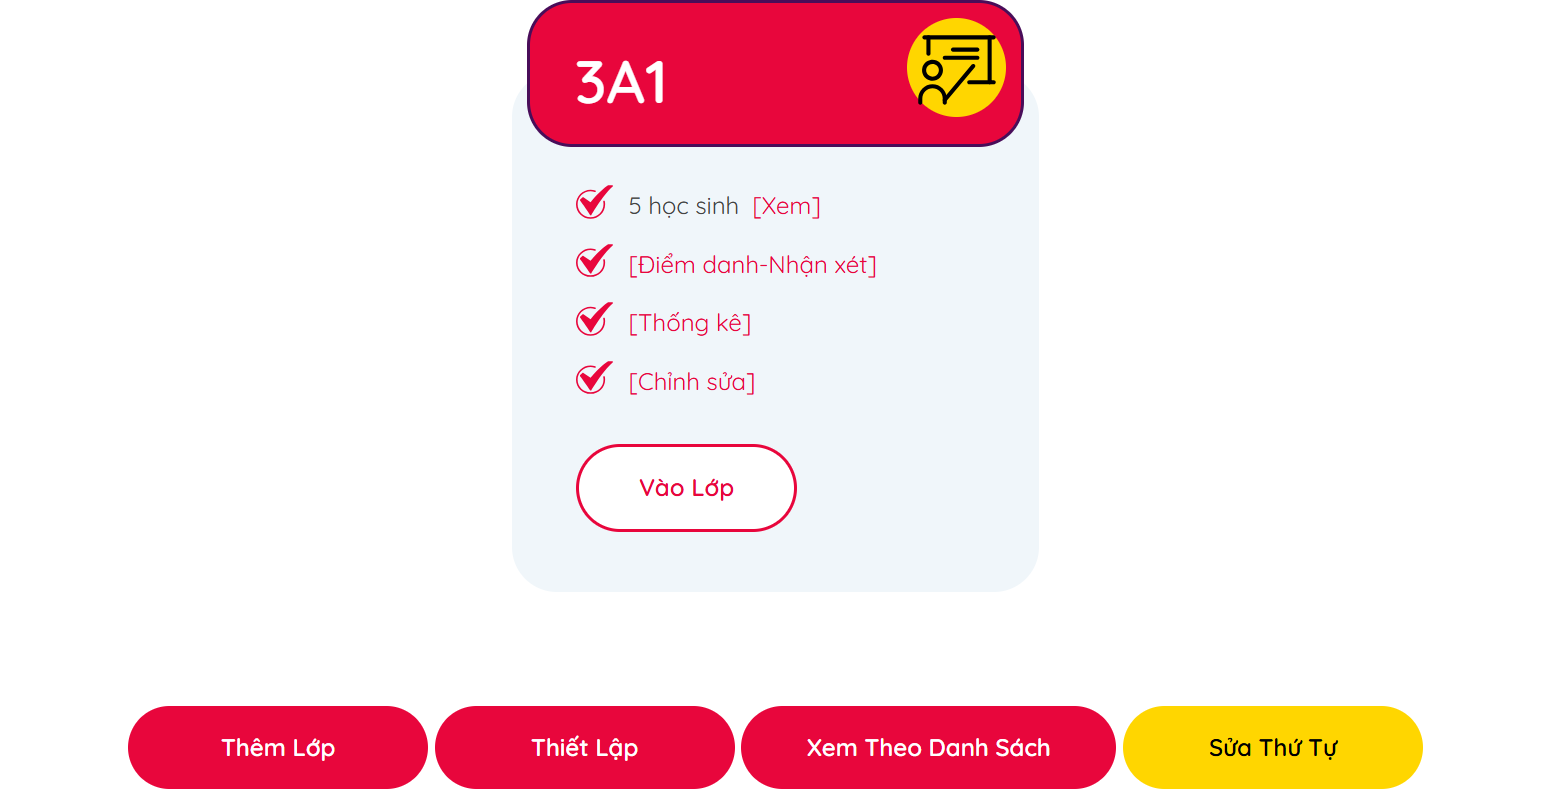 3A1
5 học sinh [Xem]
[Điểm danh-Nhận xét]
[Thống kê]
[Chỉnh sửa]
Vào Lớp
Thêm Lớp
Thiết Lập
Xem Theo Danh Sách
Sửa Thứ Tự